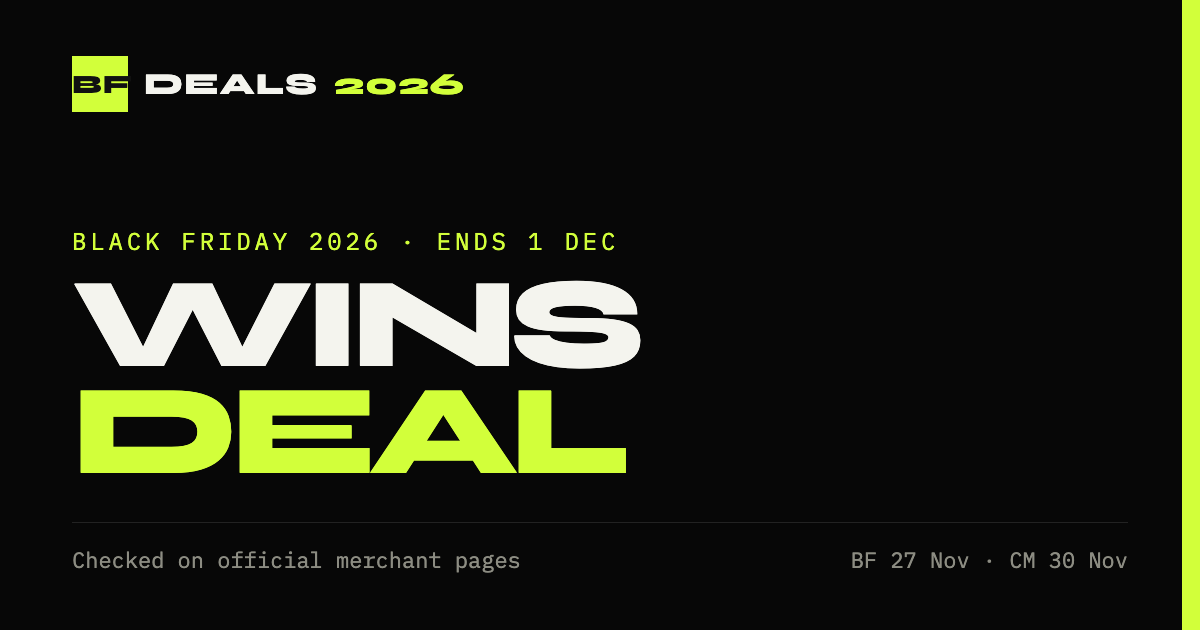 BF DEALS 2026
BLACK FRIDAY 2026 · ENDS 1 DEC
WINS
DEAL
Checked on official merchant pages
BF 27 Nov · CM 30 Nov